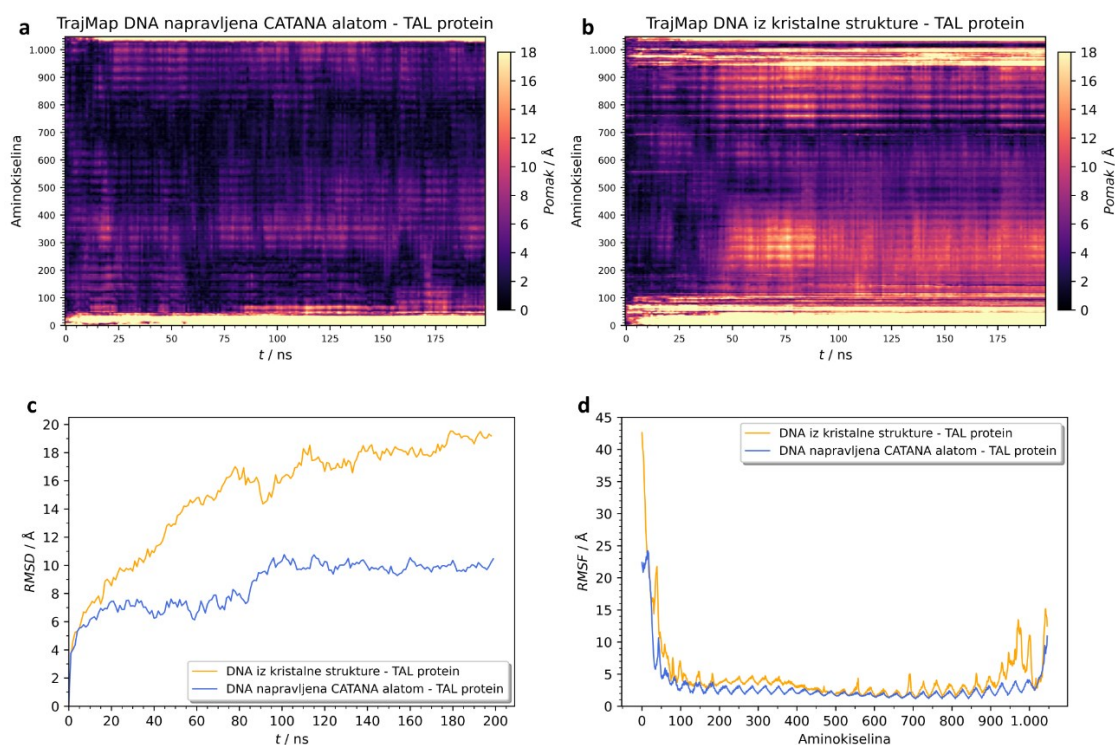 a
TrajMap DNA napravljena CATANA alatom - TAL protein
1.000
900
800
700
600
500
400
300
200
100
0
Aminokiselina
0 25 50 75 100 125 150 175
t / ns
18
16
14
12
10
8
6
4
2
0
Pomak / Å
b
TrajMap DNA iz kristalne strukture - TAL protein
1.000
900
800
700
600
500
400
300
200
100
0
Aminokiselina
0 25 50 75 100 125 150 175
t / ns
18
16
14
12
10
8
6
4
2
0
Pomak / Å
c
20
18
16
14
12
10
8
6
4
2
0
RMSD / Å
DNA iz kristalne strukture - TAL protein
DNA napravljena CATANA alatom - TAL protein
0 20 40 60 80 100 120 140 160 180 200
t / ns
d
45
40
35
30
25
20
15
10
5
0
RMSF / Å
DNA iz kristalne strukture - TAL protein
DNA napravljena CATANA alatom - TAL protein
0 100 200 300 400 500 600 700 800 900 1.000
Aminokiselina